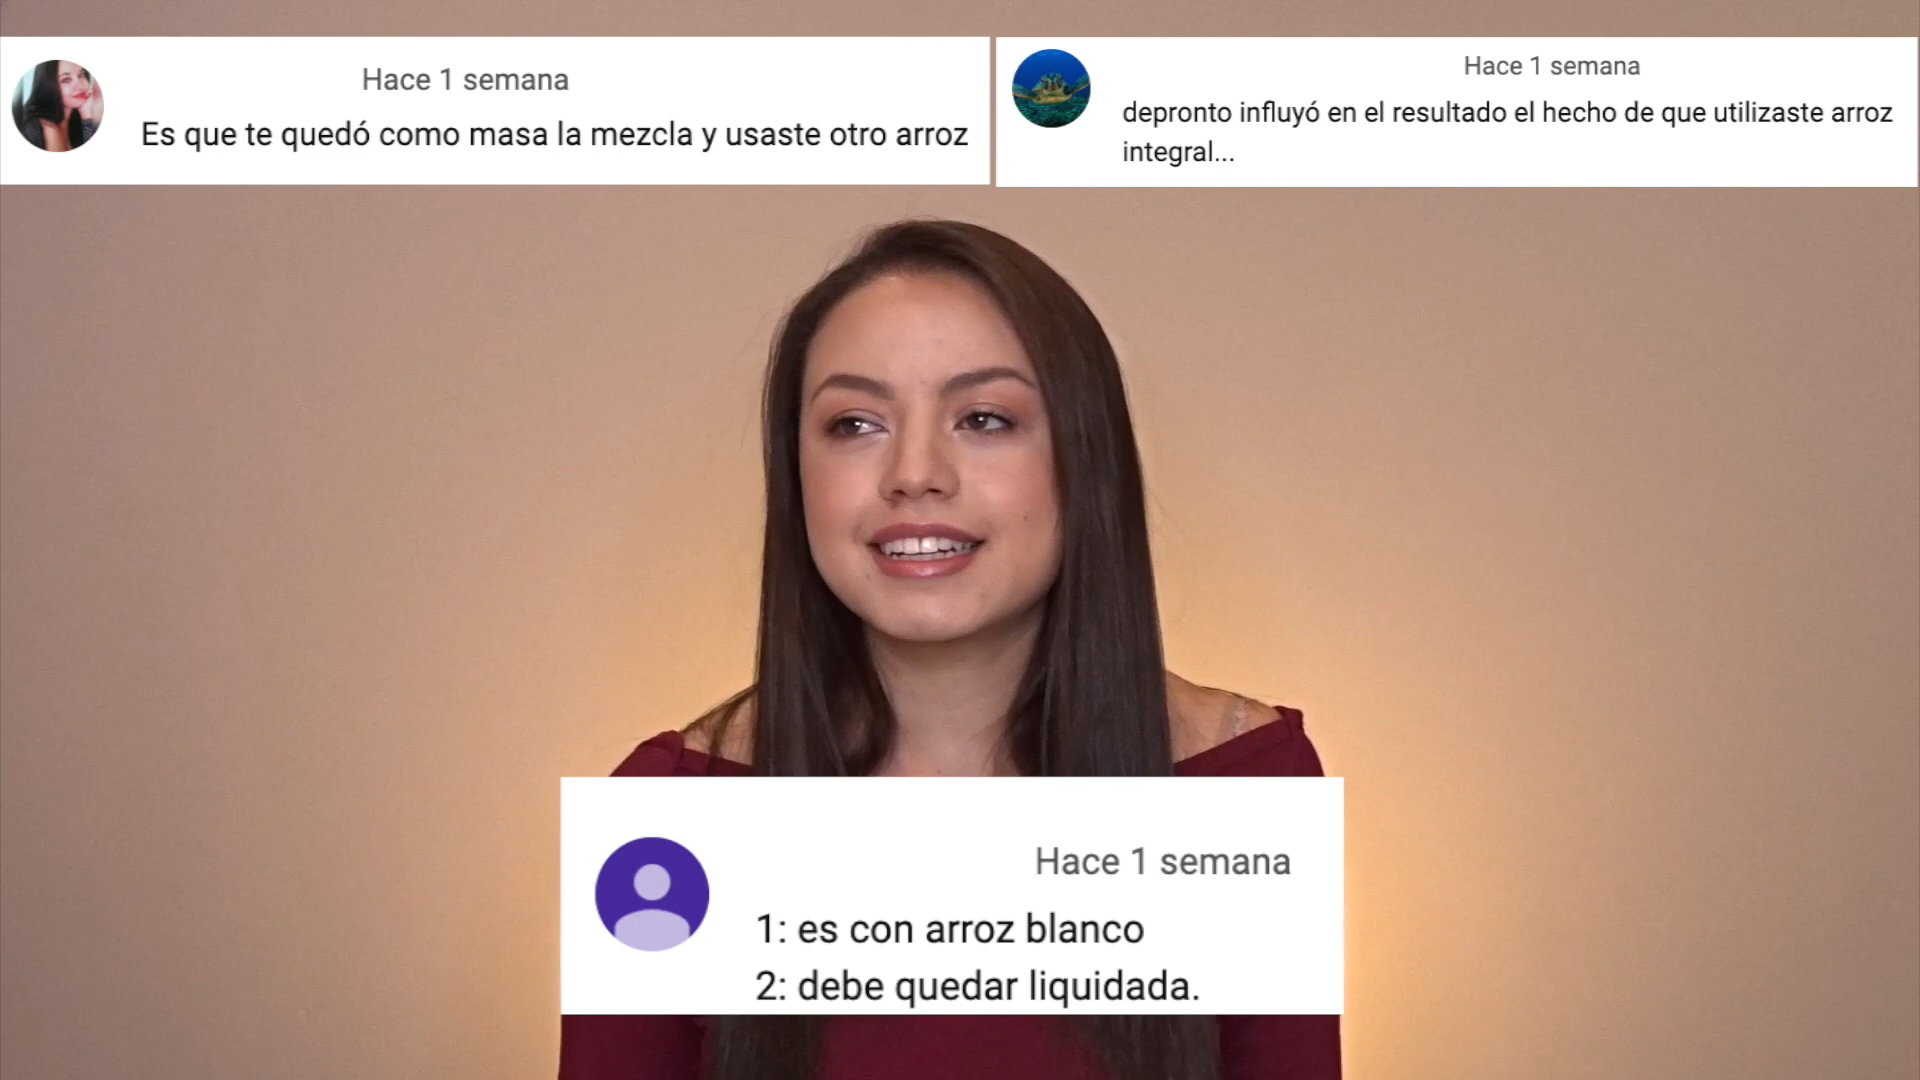 Hace 1 semana
Es que te quedó como masa la mezcla y usaste otro arroz
Hace 1 semana
depronto influyó en el resultado el hecho de que utilizaste arroz
integral...
Hace 1 semana
1: es con arroz blanco
2: debe quedar liquidada.